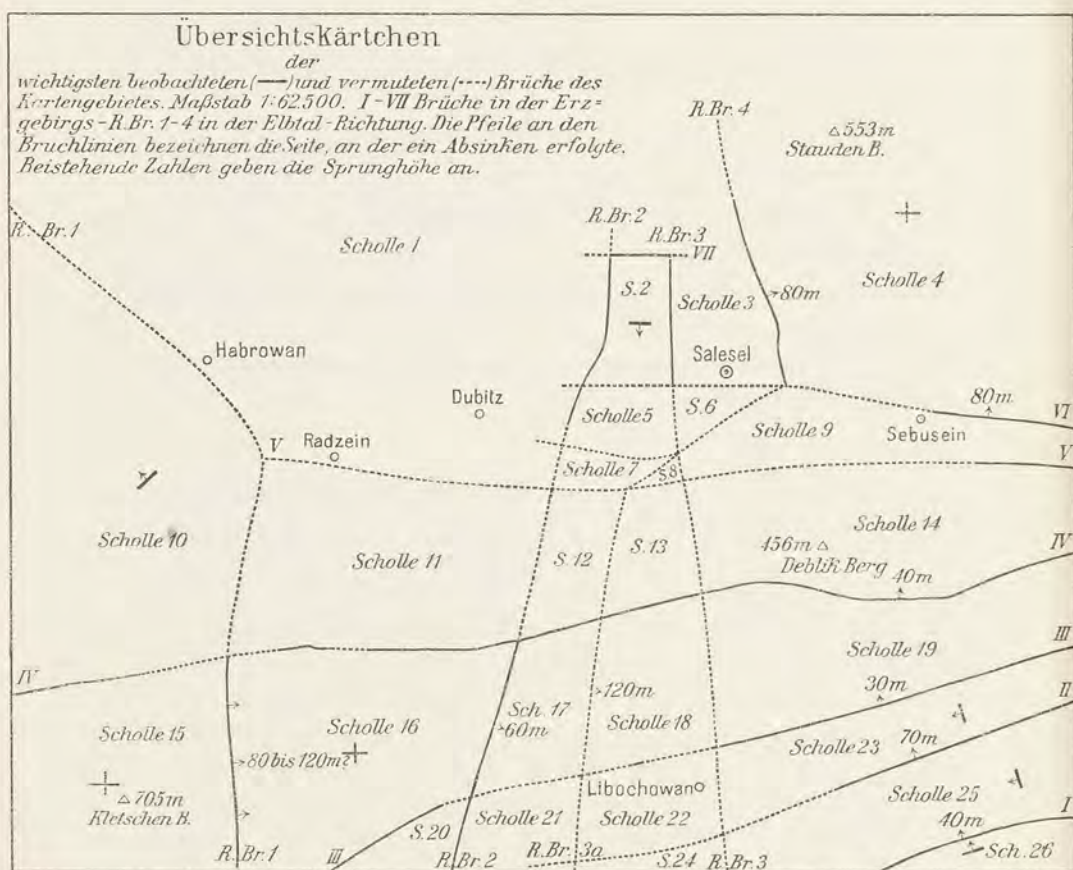 Übersichtskärtchen
der
wichtigsten beobachteten (—) und vermuteten (----) Brüche des
Kartengebietes. Maßstab 1:62.500. I-VII Brüche in der Erz=
gebirgs-R.Br. 1-4 in der Elbtal-Richtung. Die Pfeile an den
Bruchlinien bezeichnen die Seite, an der ein Absinken erfolgte.
Beistehende Zahlen geben die Sprunghöhe an.
R.Br.4
△ 553m
Stauden B.
R.Br.1
R.Br.2
R.Br.3
VII
Scholle 1
S.2
Scholle 3
80m
Scholle 4
Habrowan
Salesel
Dubitz
Scholle 5
S.6
80m
VI
Scholle 9
Sebusein
V
Radzein
Scholle 7
S.8
V
Scholle 10
Scholle 11
S.12
S.13
Scholle 14
456m △
Deblik Berg
40m
IV
IV
Scholle 19
III
30m
II
Scholle 15
Scholle 16
Sch. 17
60m
120m
Scholle 18
Scholle 23
70m
80 bis 120m?
△ 705m
Kletschen B.
Libochowan
Scholle 25
I
S.20
Scholle 21
Scholle 22
40m
Sch. 26
R.Br.1
III
R.Br.2
R.Br.3a
S.24
R.Br.3